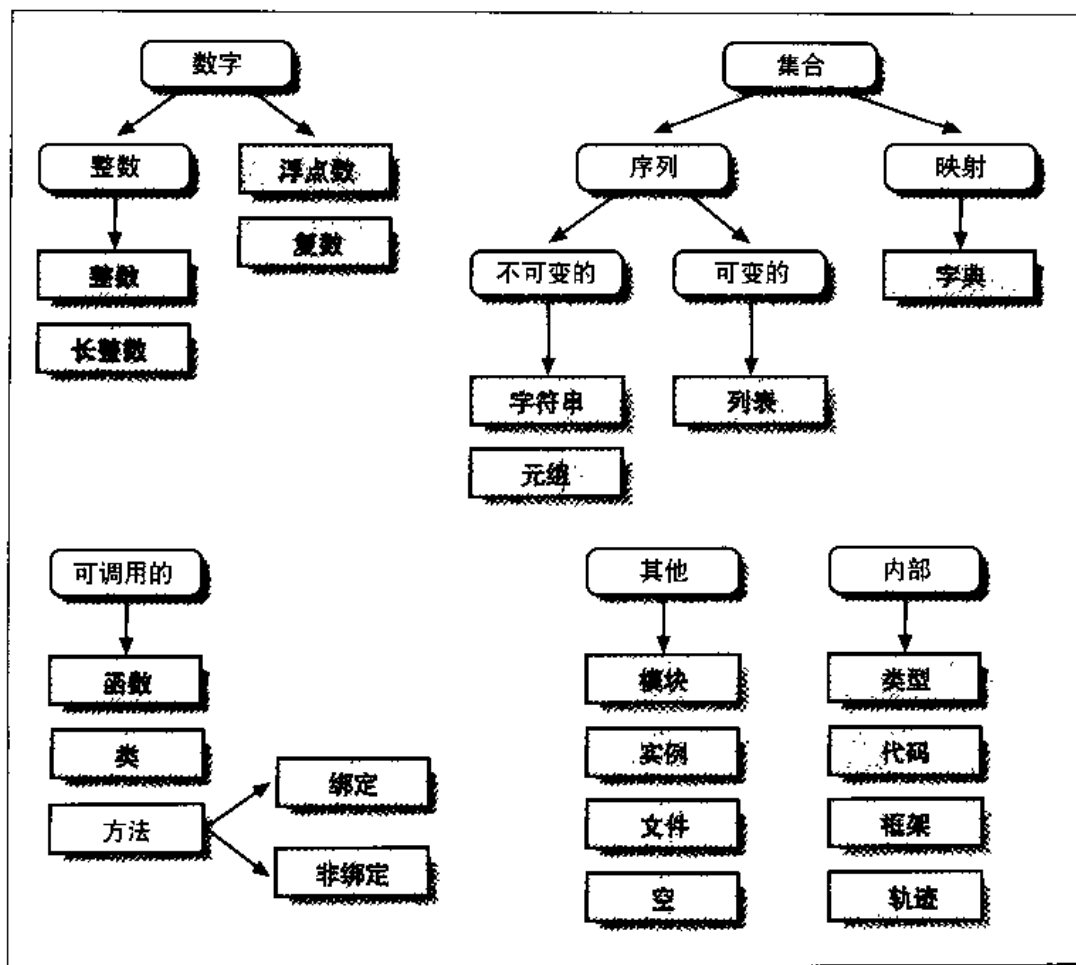 数字
集合
整数
浮点数
序列
映射
复数
整数
不可变的
可变的
字典
长整数
字符串
列表
元组
可调用的
其他
内部
函数
模块
类型
类
实例
代码
绑定
方法
文件
框架
非绑定
空
轨迹